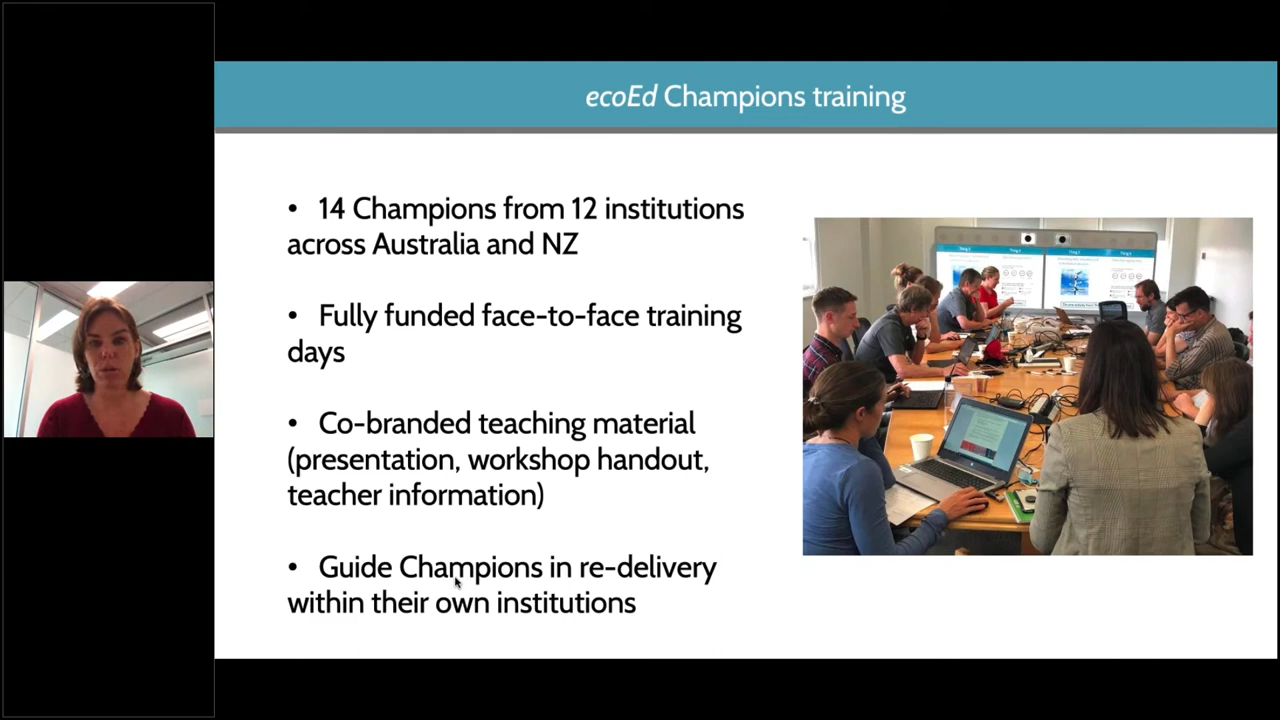 ecoEd Champions training
• 14 Champions from 12 institutions
across Australia and NZ
• Fully funded face-to-face training
days
• Co-branded teaching material
(presentation, workshop handout,
teacher information)
• Guide Champions in re-delivery
within their own institutions